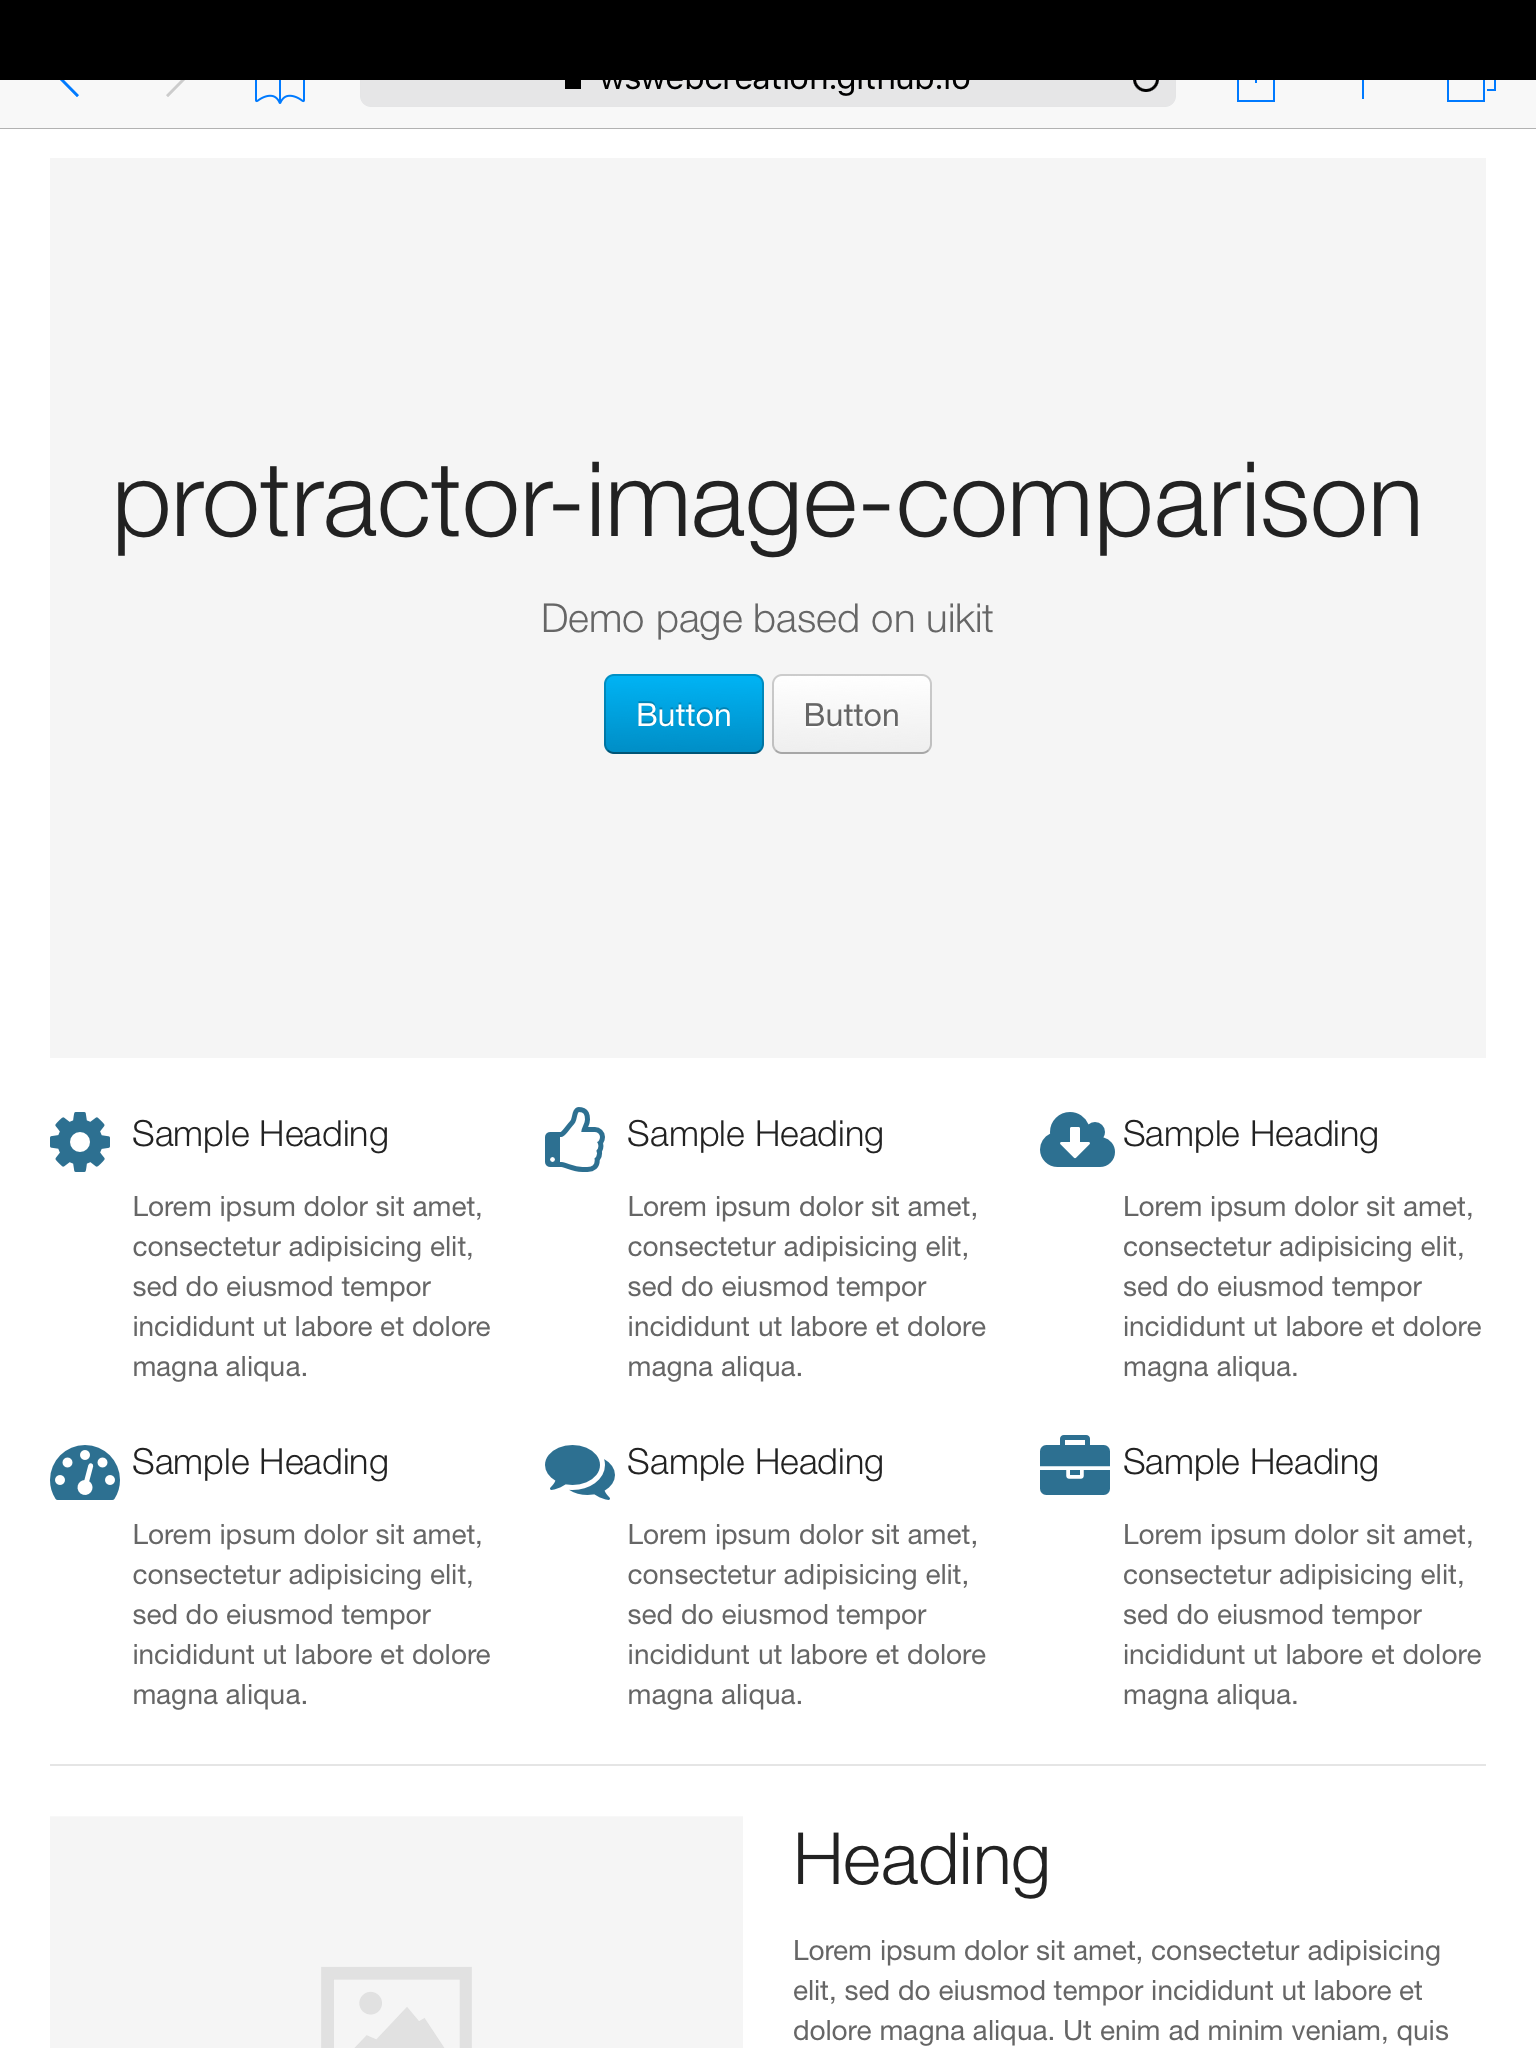 wswebcreation.github.io
protractor-image-comparison
Demo page based on uikit
Button Button
Sample Heading
Lorem ipsum dolor sit amet,
consectetur adipisicing elit,
sed do eiusmod tempor
incididunt ut labore et dolore
magna aliqua.
Sample Heading
Lorem ipsum dolor sit amet,
consectetur adipisicing elit,
sed do eiusmod tempor
incididunt ut labore et dolore
magna aliqua.
Sample Heading
Lorem ipsum dolor sit amet,
consectetur adipisicing elit,
sed do eiusmod tempor
incididunt ut labore et dolore
magna aliqua.
Sample Heading
Lorem ipsum dolor sit amet,
consectetur adipisicing elit,
sed do eiusmod tempor
incididunt ut labore et dolore
magna aliqua.
Sample Heading
Lorem ipsum dolor sit amet,
consectetur adipisicing elit,
sed do eiusmod tempor
incididunt ut labore et dolore
magna aliqua.
Sample Heading
Lorem ipsum dolor sit amet,
consectetur adipisicing elit,
sed do eiusmod tempor
incididunt ut labore et dolore
magna aliqua.
Heading
Lorem ipsum dolor sit amet, consectetur adipisicing
elit, sed do eiusmod tempor incididunt ut labore et
dolore magna aliqua. Ut enim ad minim veniam, quis